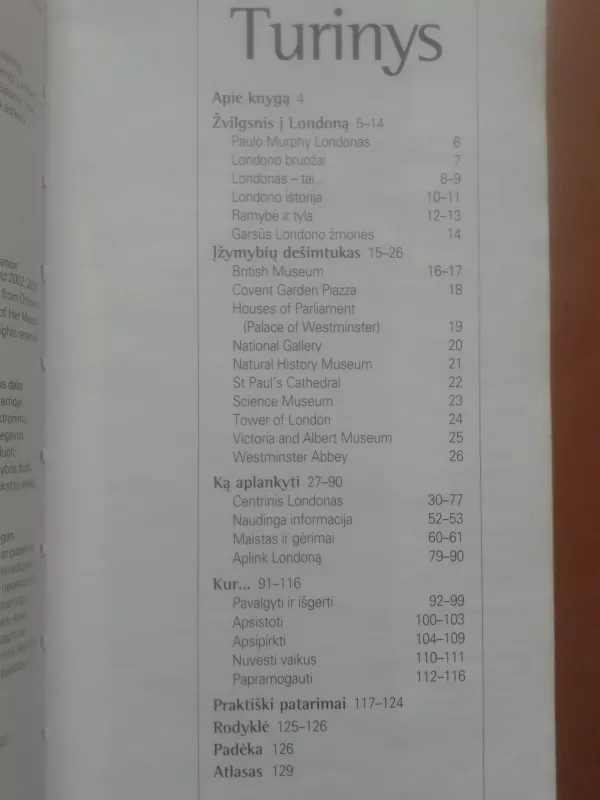 Turinys
Apie knygą 4
Žvilgsnis į Londoną 5–14
Paulo Murphy Londonas 6
Londono bruožai 7
Londonas – tai... 8–9
Londono istorija 10–11
Ramybė ir tyla 12–13
Garsūs Londono žmonės 14
Įžymybių dešimtukas 15–26
British Museum 16–17
Covent Garden Piazza 18
Houses of Parliament
(Palace of Westminster) 19
National Gallery 20
Natural History Museum 21
St Paul's Cathedral 22
Science Museum 23
Tower of London 24
Victoria and Albert Museum 25
Westminster Abbey 26
Ką aplankyti 27–90
Centrinis Londonas 30–77
Naudinga informacija 52–53
Maistas ir gėrimai 60–61
Aplink Londoną 79–90
Kur... 91–116
Pavalgyti ir išgerti 92–99
Apsistoti 100–103
Apsipirkti 104–109
Nuvesti vaikus 110–111
Papramogauti 112–116
Praktiški patarimai 117–124
Rodyklė 125–126
Padėka 126
Atlasas 129